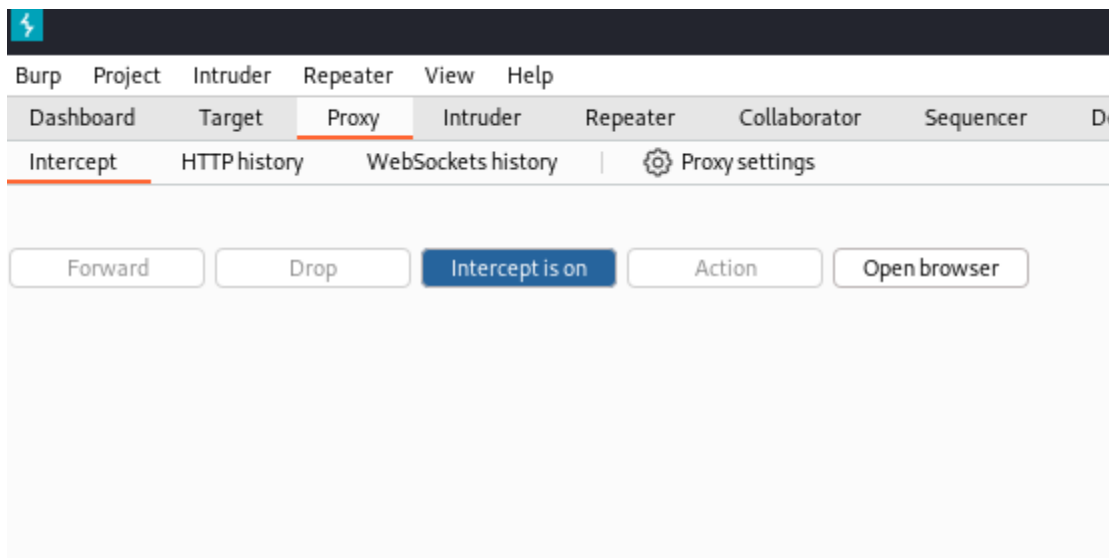 Burp Project Intruder Repeater View Help
Dashboard Target Proxy Intruder Repeater Collaborator Sequencer
Intercept HTTP history WebSockets history Proxy settings
Forward Drop Intercept is on Action Open browser